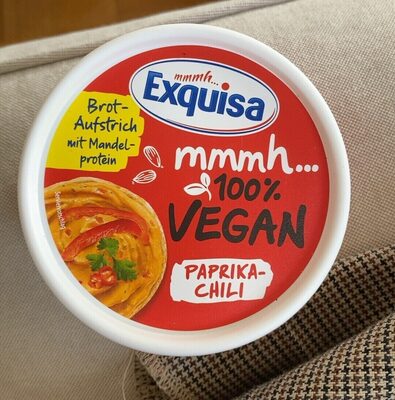 mmmh...
Exquisa
Brot-
Aufstrich
mit Mandel-
protein
mmmh...
100%
VEGAN
PAPRIKA-
CHILI